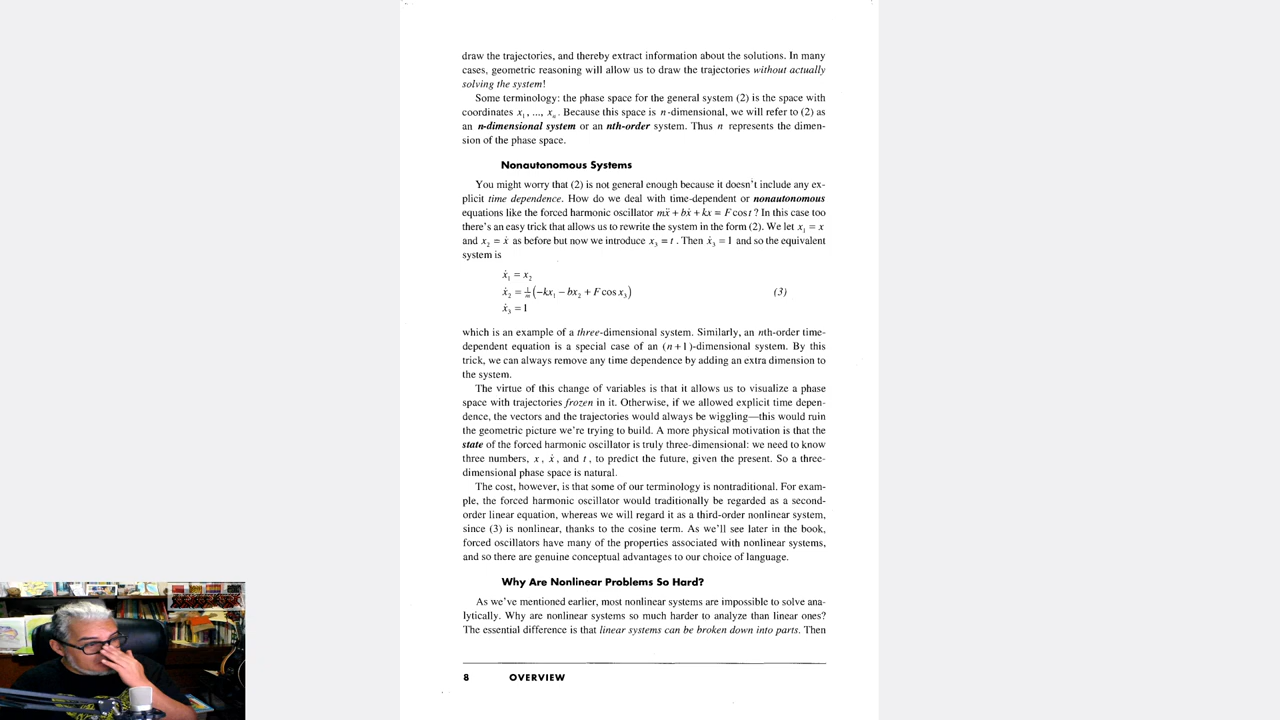 draw the trajectories, and thereby extract information about the solutions. In many
cases, geometric reasoning will allow us to draw the trajectories without actually
solving the system!
Some terminology: the phase space for the general system (2) is the space with
coordinates x₁, ..., xₙ. Because this space is n-dimensional, we will refer to (2) as
an n-dimensional system or an nth-order system. Thus n represents the dimen-
sion of the phase space.
Nonautonomous Systems
You might worry that (2) is not general enough because it doesn't include any ex-
plicit time dependence. How do we deal with time-dependent or nonautonomous
equations like the forced harmonic oscillator mẍ + bẋ + kx = F cos t ? In this case too
there's an easy trick that allows us to rewrite the system in the form (2). We let x₁ = x
and x₂ = ẋ as before but now we introduce x₃ = t. Then ẋ₃ = 1 and so the equivalent
system is
ẋ₁ = x₂
ẋ₂ = 1/m (−kx₁ − bx₂ + F cos x₃) (3)
ẋ₃ = 1
which is an example of a three-dimensional system. Similarly, an nth-order time-
dependent equation is a special case of an (n+1)-dimensional system. By this
trick, we can always remove any time dependence by adding an extra dimension to
the system.
The virtue of this change of variables is that it allows us to visualize a phase
space with trajectories frozen in it. Otherwise, if we allowed explicit time depen-
dence, the vectors and the trajectories would always be wiggling—this would ruin
the geometric picture we're trying to build. A more physical motivation is that the
state of the forced harmonic oscillator is truly three-dimensional: we need to know
three numbers, x, ẋ, and t, to predict the future, given the present. So a three-
dimensional phase space is natural.
The cost, however, is that some of our terminology is nontraditional. For exam-
ple, the forced harmonic oscillator would traditionally be regarded as a second-
order linear equation, whereas we will regard it as a third-order nonlinear system,
since (3) is nonlinear, thanks to the cosine term. As we'll see later in the book,
forced oscillators have many of the properties associated with nonlinear systems,
and so there are genuine conceptual advantages to our choice of language.
Why Are Nonlinear Problems So Hard?
As we've mentioned earlier, most nonlinear systems are impossible to solve ana-
lytically. Why are nonlinear systems so much harder to analyze than linear ones?
The essential difference is that linear systems can be broken down into parts. Then
8 OVERVIEW